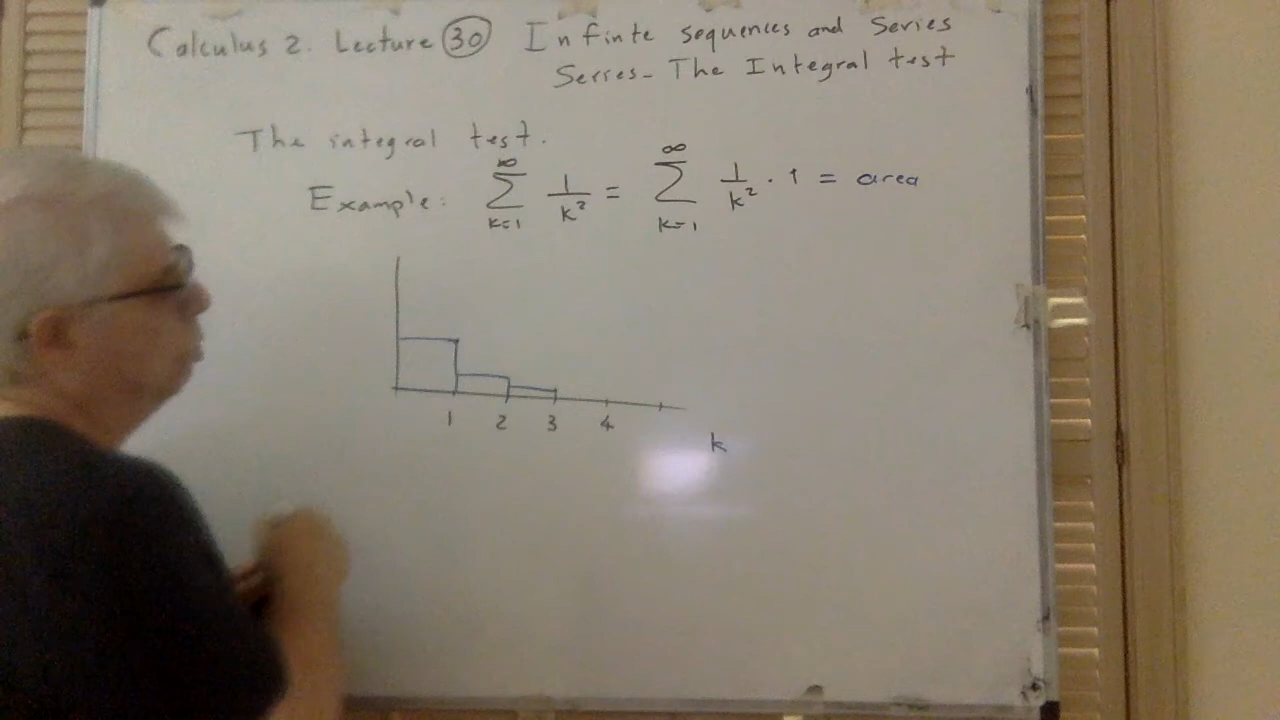 Calculus 2. Lecture 30 Infinte sequences and Series
Series- The Integral test
The integral test.
Example: ∞∑k=1 1/k² = ∞∑k=1 1/k² · 1 = area
1 2 3 4
k